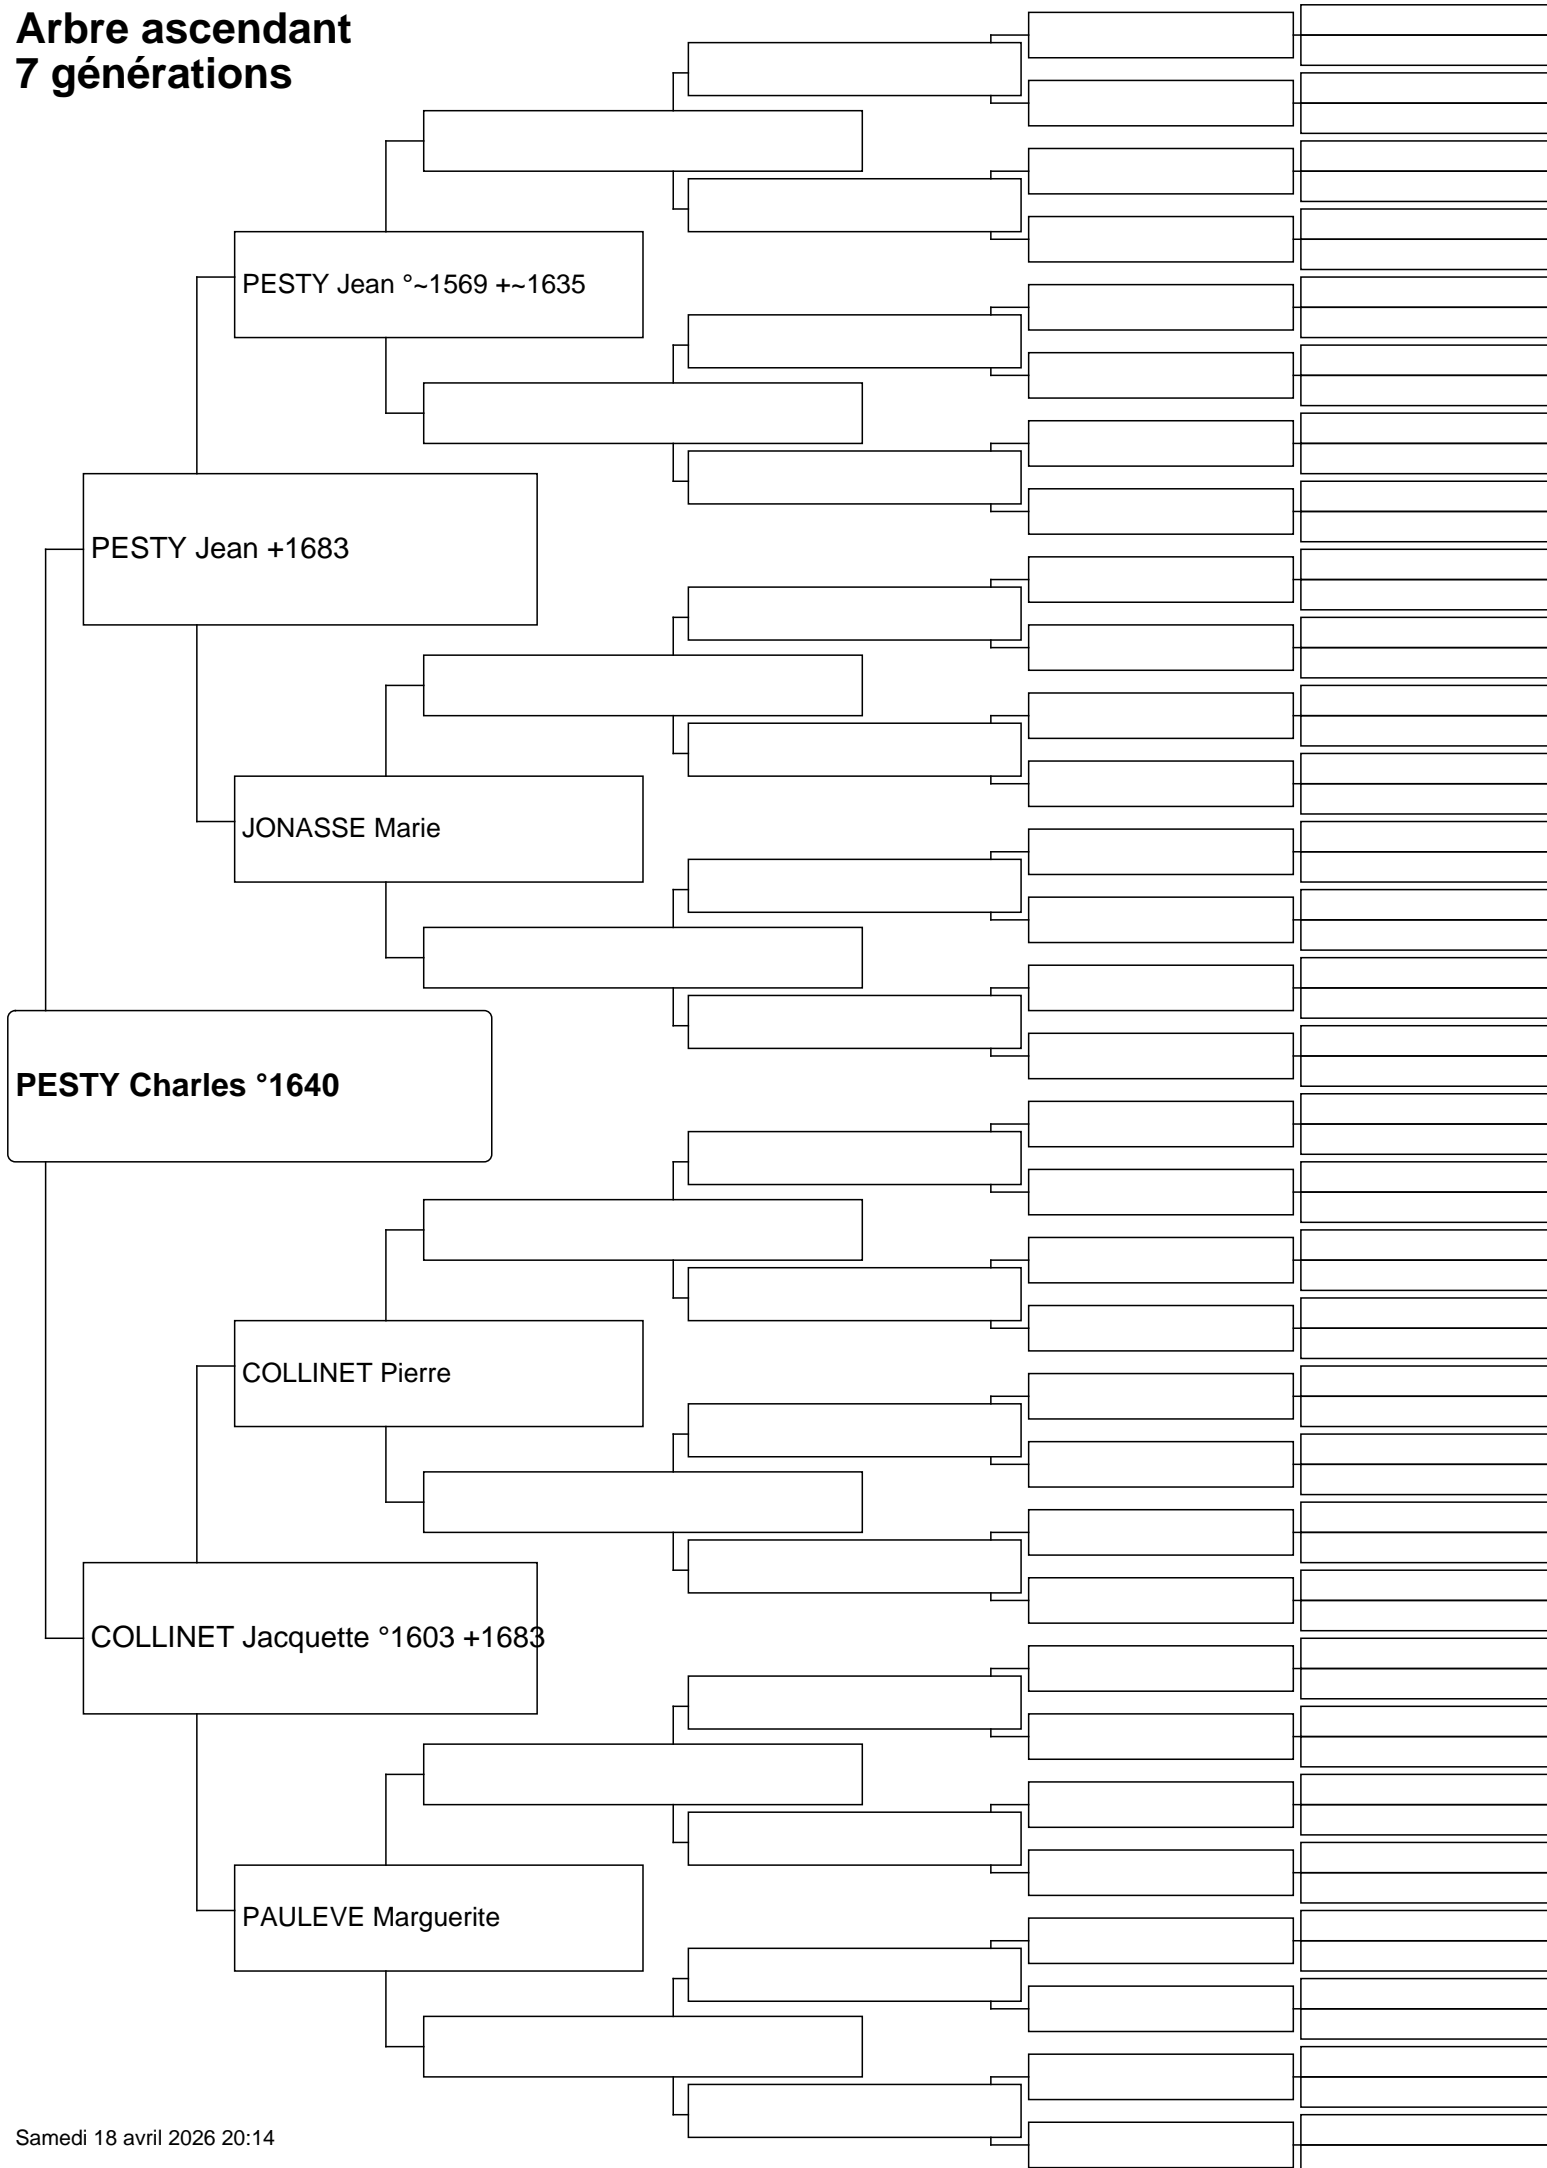 Arbre ascendant
7 générations
PESTY Jean °~1569 +~1635
PESTY Jean +1683
JONASSE Marie
PESTY Charles °1640
COLLINET Pierre
COLLINET Jacquette °1603 +1683
PAULEVE Marguerite
Samedi 18 avril 2026 20:14